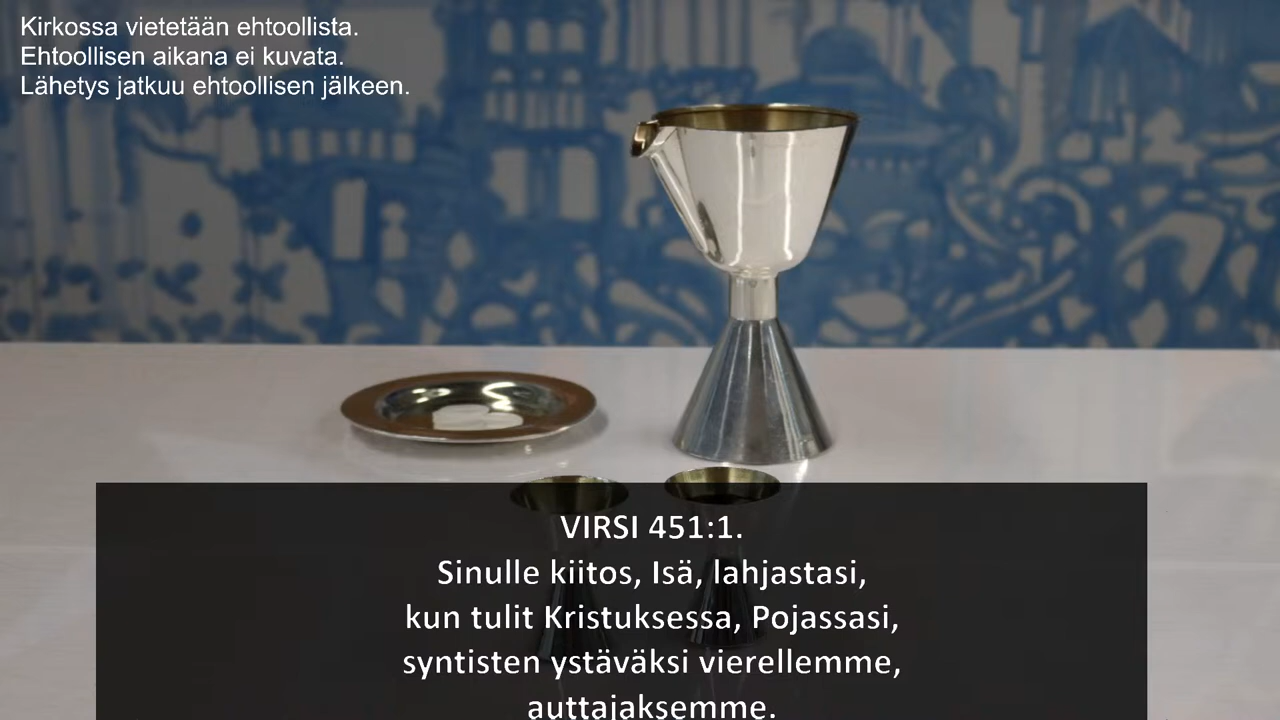 Kirkossa vietetään ehtoollista.
Ehtoollisen aikana ei kuvata.
Lähetys jatkuu ehtoollisen jälkeen.
VIRSI 451:1.
Sinulle kiitos, Isä, lahjastasi,
kun tulit Kristuksessa, Pojassasi,
syntisten ystäväksi vierellemme,
auttajaksemme.